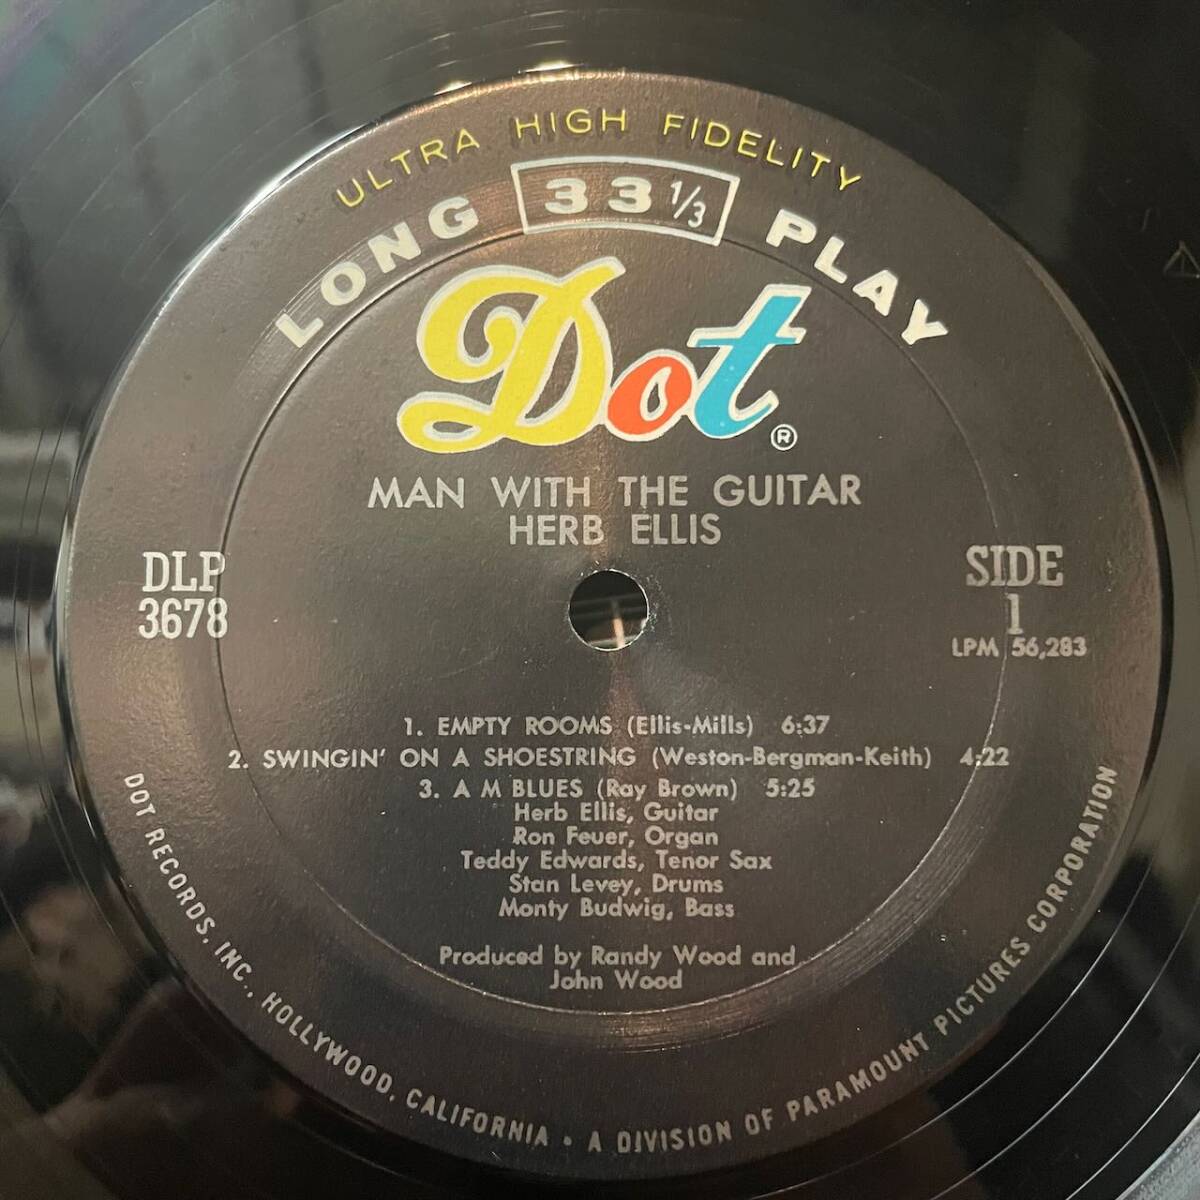 ULTRA HIGH FIDELITY
LONG 33 1/3 PLAY
Dot®
MAN WITH THE GUITAR
HERB ELLIS
DLP
3678
SIDE
1
LPM 56,283
1. EMPTY ROOMS (Ellis-Mills) 6:37
2. SWINGIN' ON A SHOESTRING (Weston-Bergman-Keith) 4:22
3. A M BLUES (Ray Brown) 5:25
Herb Ellis, Guitar
Ron Feuer, Organ
Teddy Edwards, Tenor Sax
Stan Levey, Drums
Monty Budwig, Bass
Produced by Randy Wood and
John Wood
DOT RECORDS, INC., HOLLYWOOD, CALIFORNIA • A DIVISION OF PARAMOUNT PICTURES CORPORATION